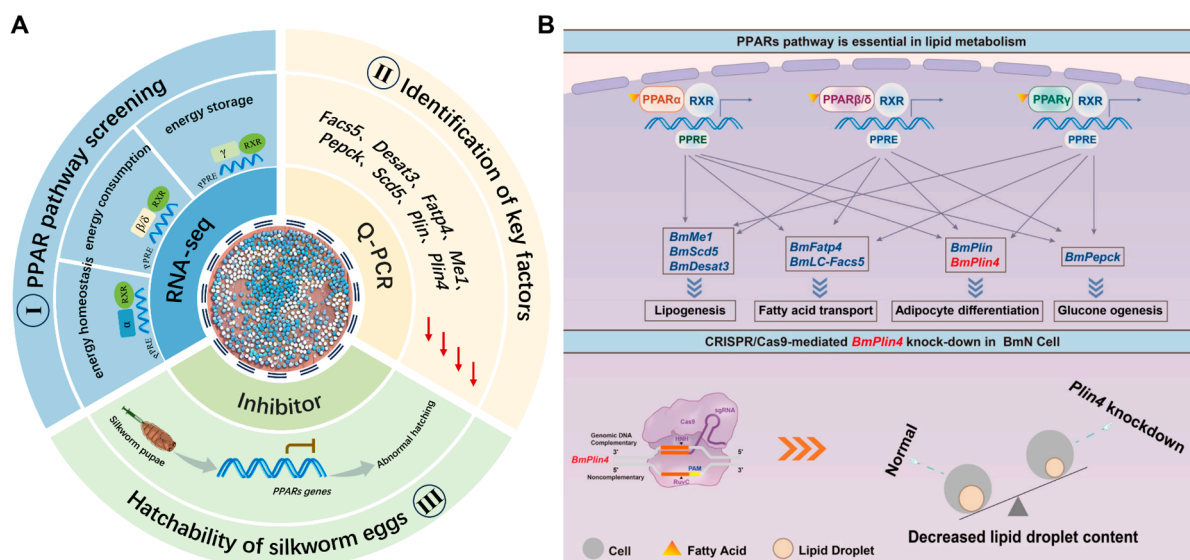 A
I PPAR pathway screening
energy storage
energy consumption
energy homeostasis
γ
RXR
PPRE
β/δ
RXR
PPRE
α
RXR
PPRE
RNA-seq
II Identification of key factors
Facs5、Desat3、Fatp4、Me1、
Pepck、Scd5、Plin、Plin4
Q-PCR
Inhibitor
Silkworm pupae
PPARs genes
Abnormal hatching
Hatchability of silkworm eggs III
B
PPARs pathway is essential in lipid metabolism
PPARα RXR
PPRE
PPARβ/δ RXR
PPRE
PPARγ RXR
PPRE
BmMe1
BmScd5
BmDesat3
BmFatp4
BmLC-Facs5
BmPlin
BmPlin4
BmPepck
Lipogenesis
Fatty acid transport
Adipocyte differentiation
Glucone ogenesis
CRISPR/Cas9-mediated BmPlin4 knock-down in BmN Cell
sgRNA
Cas9
Genomic DNA
Complementary
HNH
3'
5'
BmPlin4
5'
PAM
3'
Noncomplementary
RuvC
Normal
Plin4 knockdown
Decreased lipid droplet content
Cell
Fatty Acid
Lipid Droplet